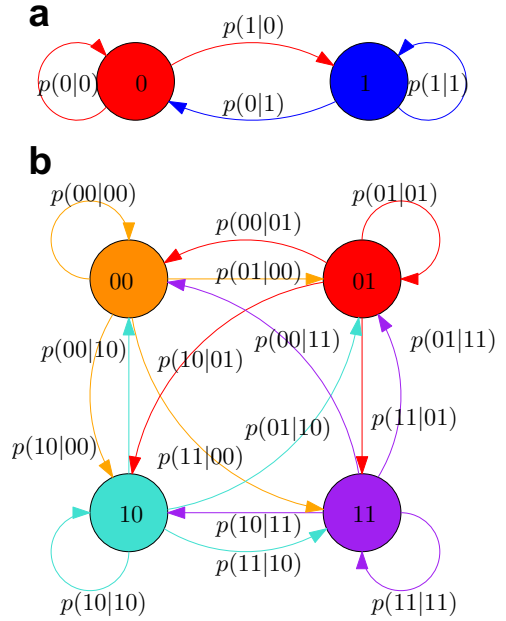 a
p(1|0)
p(0|0)
0
1
p(1|1)
p(0|1)
b
p(00|00)
p(01|01)
p(00|01)
00
p(01|00)
01
p(00|10)
p(10|01)
p(00|11)
p(01|11)
p(10|00)
p(11|00)
p(01|10)
p(11|01)
10
p(10|11)
11
p(11|10)
p(10|10)
p(11|11)